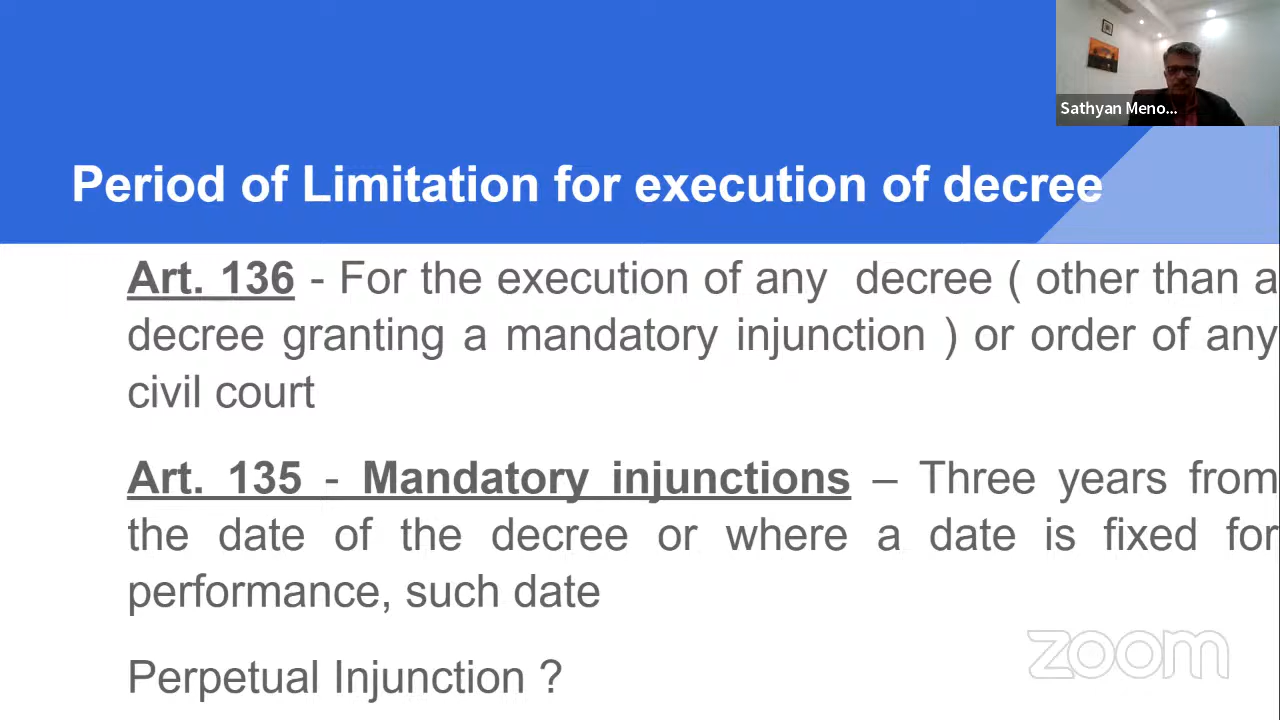 Sathyan Meno...
Period of Limitation for execution of decree
Art. 136 - For the execution of any decree ( other than a
decree granting a mandatory injunction ) or order of any
civil court
Art. 135 - Mandatory injunctions – Three years from
the date of the decree or where a date is fixed for
performance, such date
Perpetual Injunction ?
zoom